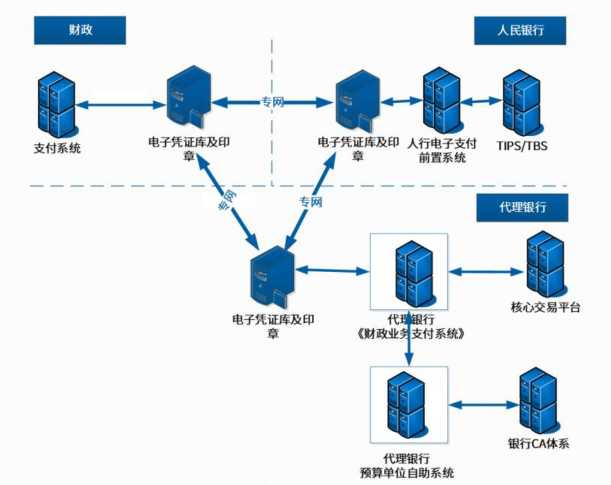 财政
人民银行
专网
支付系统
电子凭证库及印
章
电子凭证库及印
章
人行电子支付
前置系统
TIPS/TBS
专网
专网
代理银行
电子凭证库及印
章
代理银行
《财政业务支付系统》
核心交易平台
代理银行
预算单位自助系统
银行CA体系